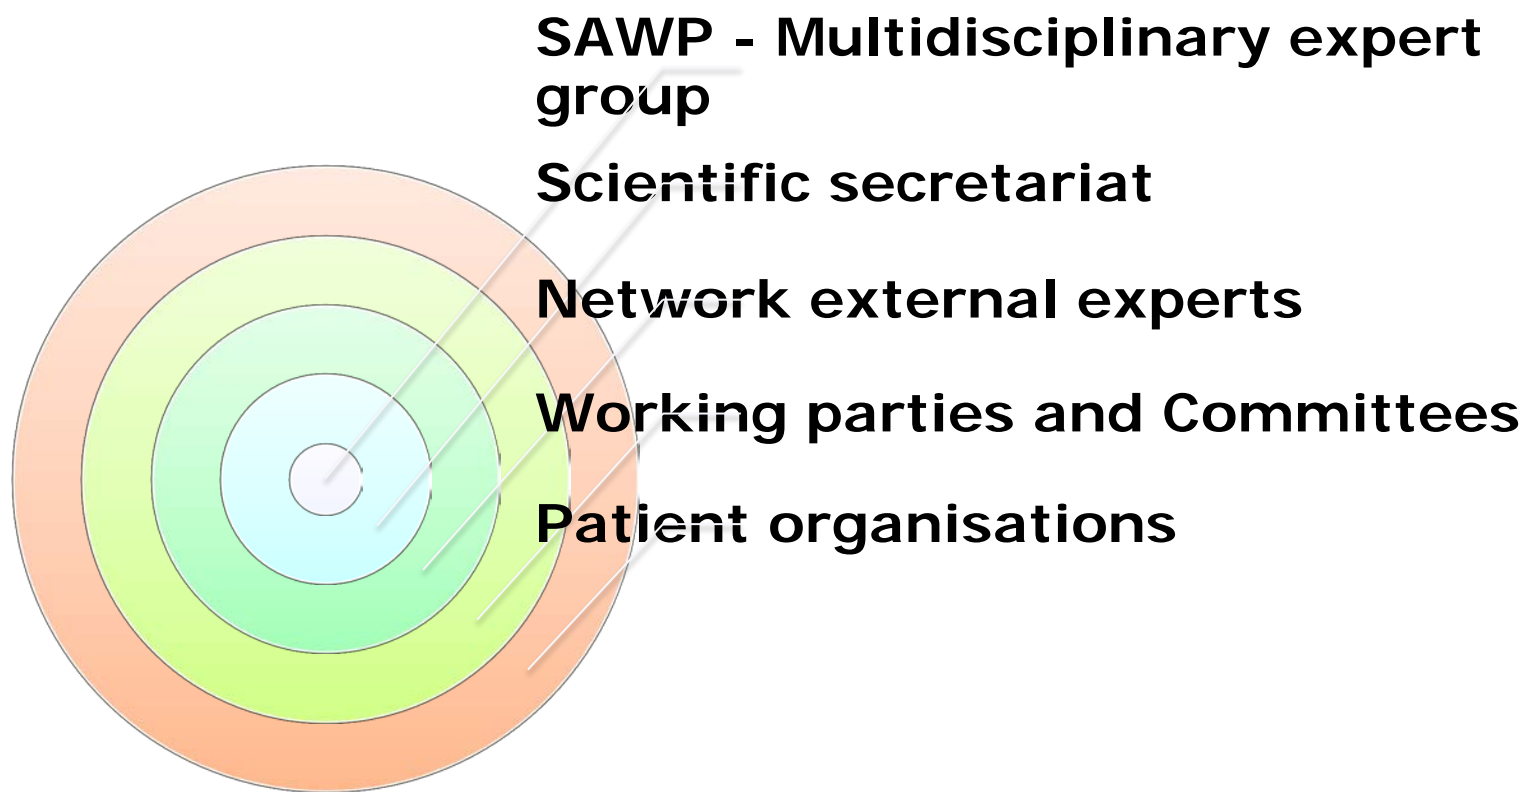 SAWP - Multidisciplinary expert
group
Scientific secretariat
Network external experts
Working parties and Committees
Patient organisations